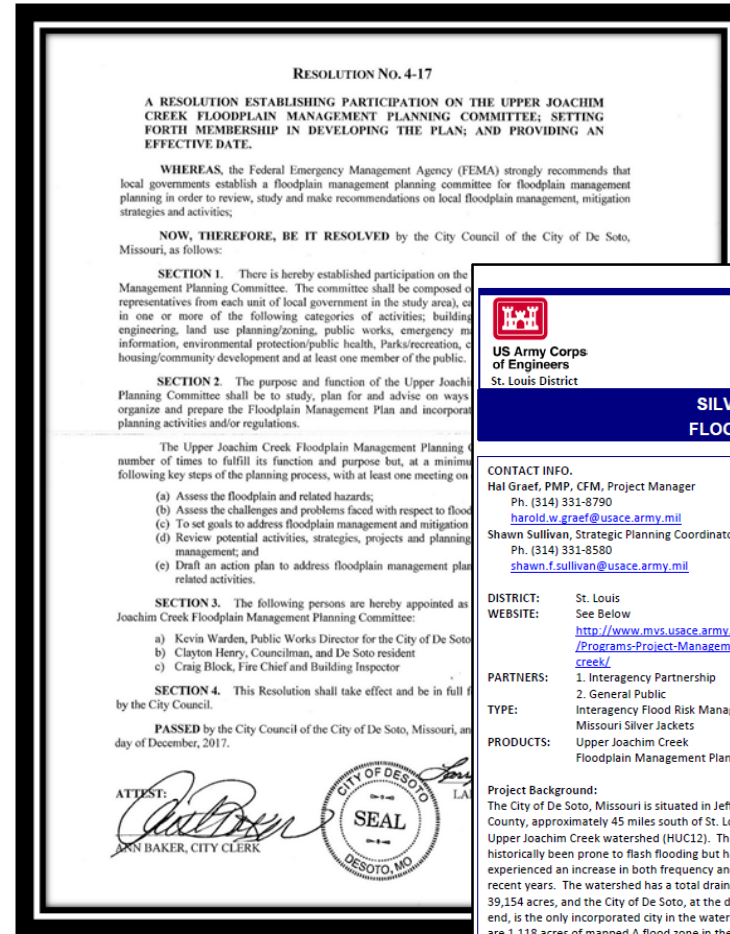 RESOLUTION NO. 4-17
A RESOLUTION ESTABLISHING PARTICIPATION ON THE UPPER JOACHIM
CREEK FLOODPLAIN MANAGEMENT PLANNING COMMITTEE; SETTING
FORTH MEMBERSHIP IN DEVELOPING THE PLAN; AND PROVIDING AN
EFFECTIVE DATE.
WHEREAS, the Federal Emergency Management Agency (FEMA) strongly recommends that
local governments establish a floodplain management planning committee for floodplain management
planning in order to review, study and make recommendations on local floodplain management, mitigation
strategies and activities;
NOW, THEREFORE, BE IT RESOLVED by the City Council of the City of De Soto,
Missouri, as follows:
SECTION 1. There is hereby established participation on the
Management Planning Committee. The committee shall be composed o
representatives from each unit of local government in the study area), ea
in one or more of the following categories of activities; building
engineering, land use planning/zoning, public works, emergency m
information, environmental protection/public health, Parks/recreation, c
housing/community development and at least one member of the public.
SECTION 2. The purpose and function of the Upper Joachi
Planning Committee shall be to study, plan for and advise on ways
organize and prepare the Floodplain Management Plan and incorporat
planning activities and/or regulations.
The Upper Joachim Creek Floodplain Management Planning
number of times to fulfill its function and purpose but, at a minimu
following key steps of the planning process, with at least one meeting on
(a) Assess the floodplain and related hazards;
(b) Assess the challenges and problems faced with respect to flood
(c) To set goals to address floodplain management and mitigation
(d) Review potential activities, strategies, projects and planning
management; and
(e) Draft an action plan to address floodplain management plan
related activities.
SECTION 3. The following persons are hereby appointed as
Joachim Creek Floodplain Management Planning Committee:
a) Kevin Warden, Public Works Director for the City of De Soto
b) Clayton Henry, Councilman, and De Soto resident
c) Craig Block, Fire Chief and Building Inspector
SECTION 4. This Resolution shall take effect and be in full f
by the City Council.
PASSED by the City Council of the City of De Soto, Missouri, an
day of December, 2017.
ATTEST:
ANN BAKER, CITY CLERK
CITY OF DESOTO
SEAL
DESOTO, MO
LA
US Army Corps
of Engineers
St. Louis District
SILV
FLOO
CONTACT INFO.
Hal Graef, PMP, CFM, Project Manager
Ph. (314) 331-8790
harold.w.graef@usace.army.mil
Shawn Sullivan, Strategic Planning Coordinato
Ph. (314) 331-8580
shawn.f.sullivan@usace.army.mil
DISTRICT: St. Louis
WEBSITE: See Below
http://www.mvs.usace.army.
/Programs-Project-Managem
creek/
PARTNERS: 1. Interagency Partnership
2. General Public
TYPE: Interagency Flood Risk Manag
Missouri Silver Jackets
PRODUCTS: Upper Joachim Creek
Floodplain Management Plan
Project Background:
The City of De Soto, Missouri is situated in Jeff
County, approximately 45 miles south of St. Lo
Upper Joachim Creek watershed (HUC12). Th
historically been prone to flash flooding but h
experienced an increase in both frequency an
recent years. The watershed has a total drain
39,154 acres, and the City of De Soto, at the d
end, is the only incorporated city in the water
are 1,118 acres of mapped A flood zone in the